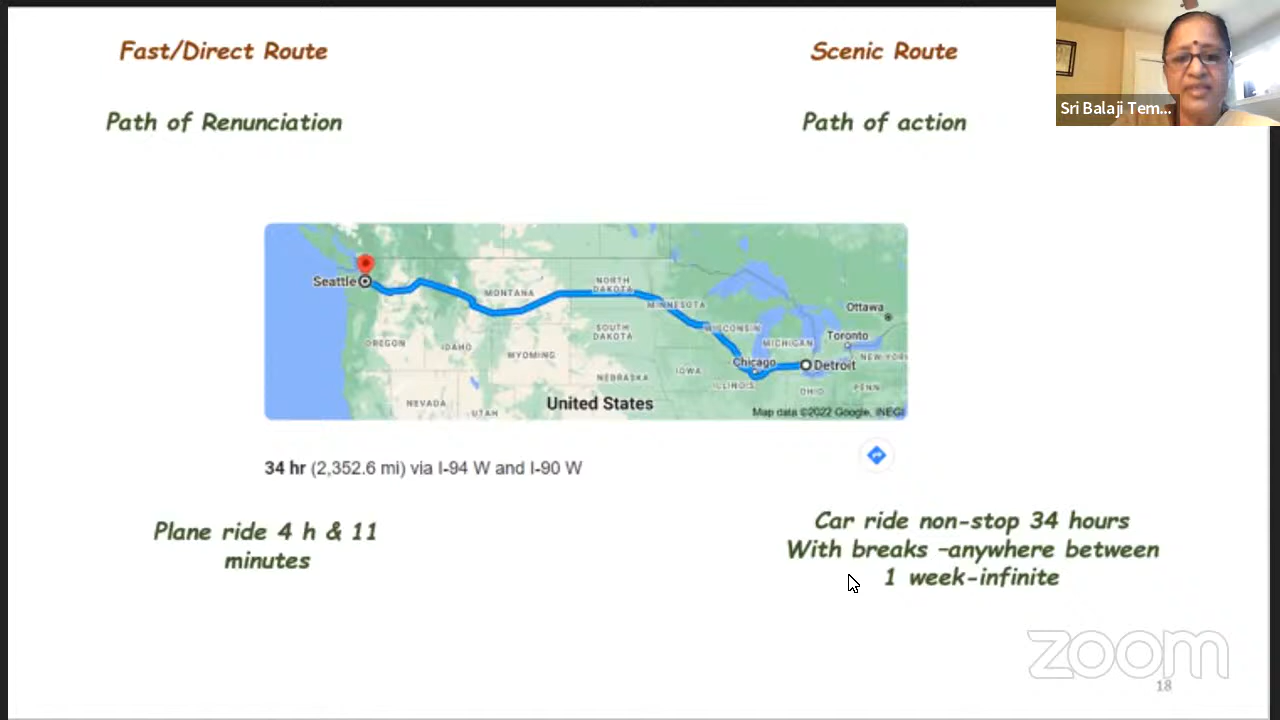 Fast/Direct Route
Scenic Route
Sri Balaji Tem...
Path of Renunciation
Path of action
Seattle
MONTANA
NORTH
DAKOTA
MINNESOTA
Ottawa
OREGON
IDAHO
WYOMING
SOUTH
DAKOTA
WISCONSIN
MICHIGAN
Toronto
NEW YORK
Chicago
Detroit
NEBRASKA
IOWA
ILLINOIS
OHIO
PENN
NEVADA
UTAH
United States
Map data ©2022 Google, INEGI
34 hr (2,352.6 mi) via I-94 W and I-90 W
Plane ride 4 h & 11
minutes
Car ride non-stop 34 hours
With breaks –anywhere between
1 week-infinite
zoom
18